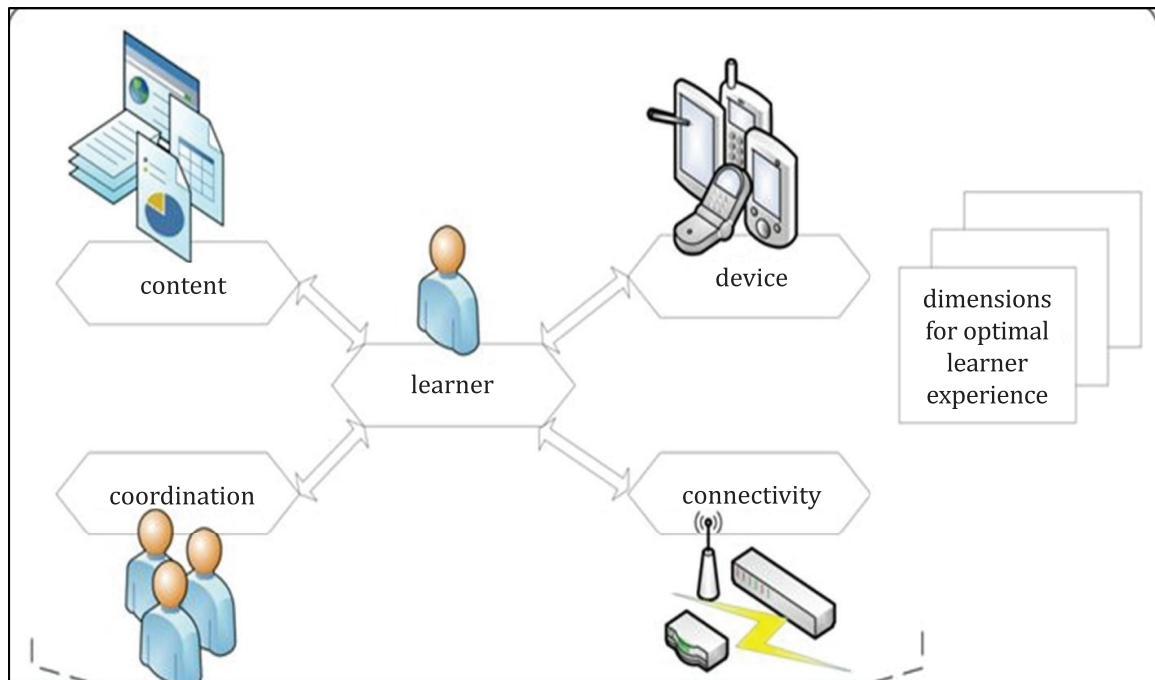 content
device
learner
dimensions
for optimal
learner
experience
coordination
connectivity